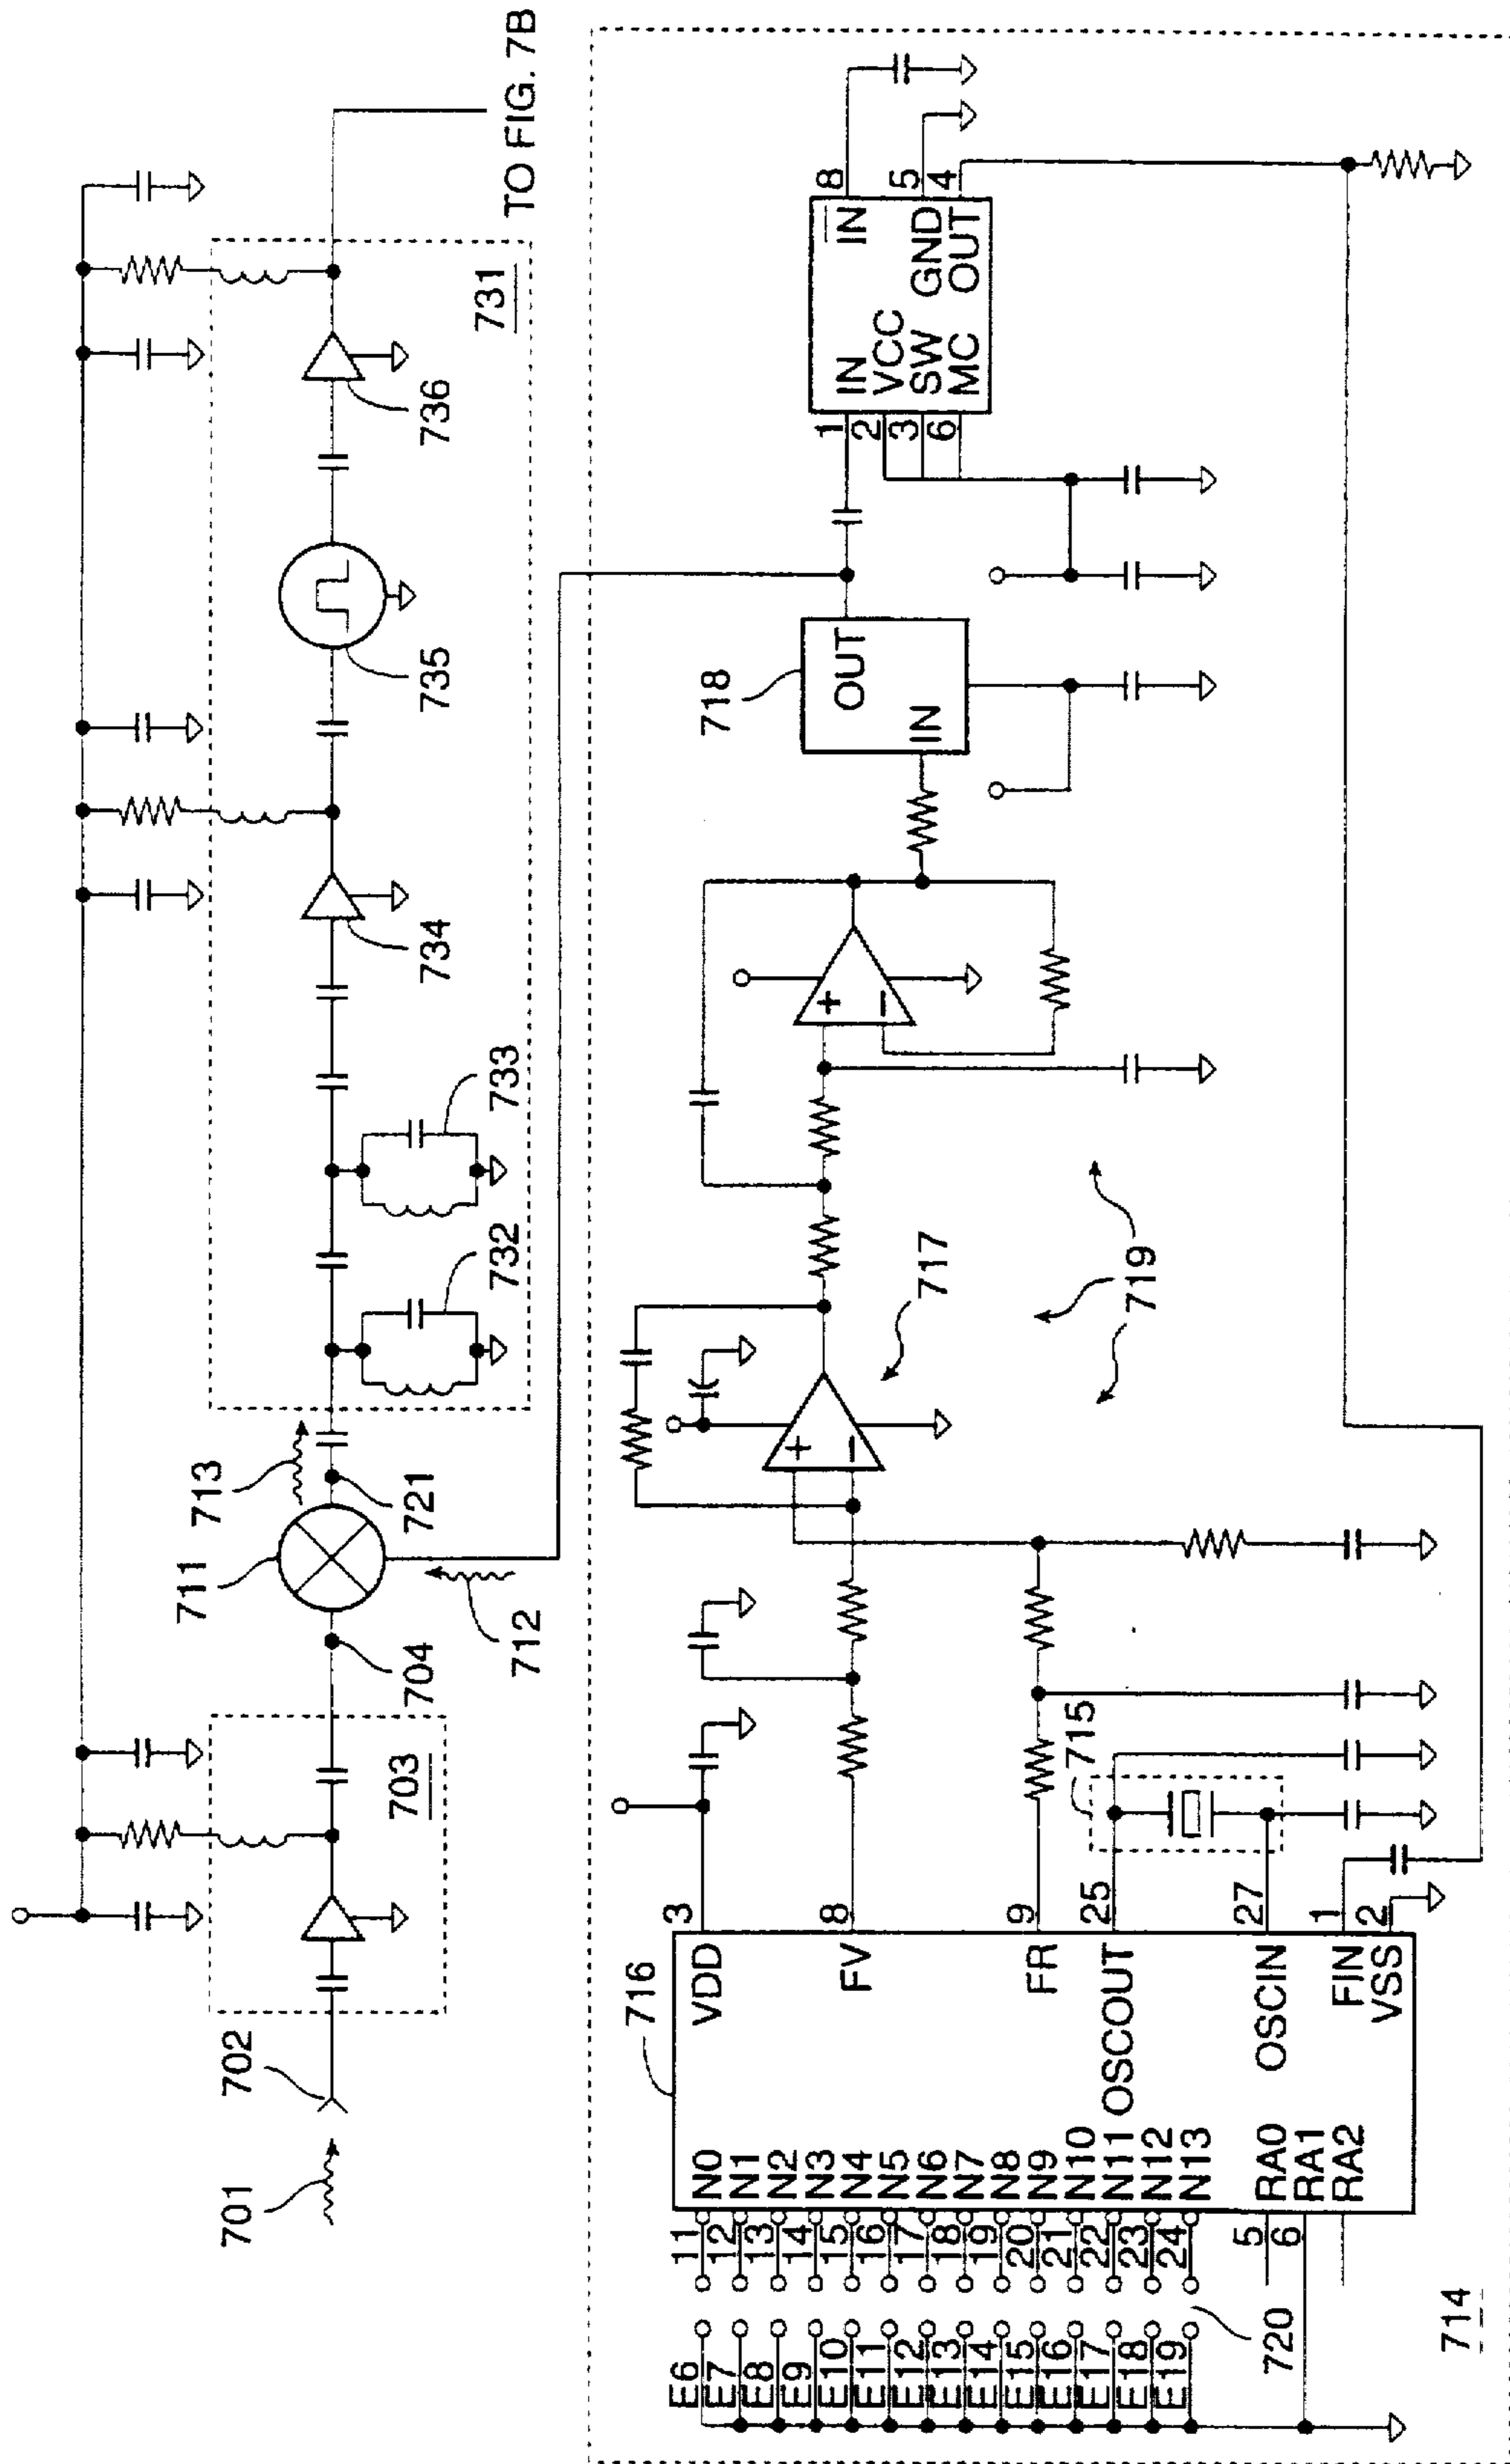 TO FIG. 7B
701
702
703
704
711
712
713
721
731
732
733
734
735
736
714
715
716
717
718
719
720
VDD
3
FV
8
FR
9
OSCOUT
25
OSCIN
27
FIN
1
VSS
2
N0
N1
N2
N3
N4
N5
N6
N7
N8
N9
N10
N11
N12
N13
RA0
RA1
RA2
11
12
13
14
15
16
17
18
19
20
21
22
23
24
5
6
E6
E7
E8
E9
E10
E11
E12
E13
E14
E15
E16
E17
E18
E19
+
−
+
−
OUT
IN
1
2
3
6
IN
VCC
SW
MC
IN
GND
OUT
8
5
4